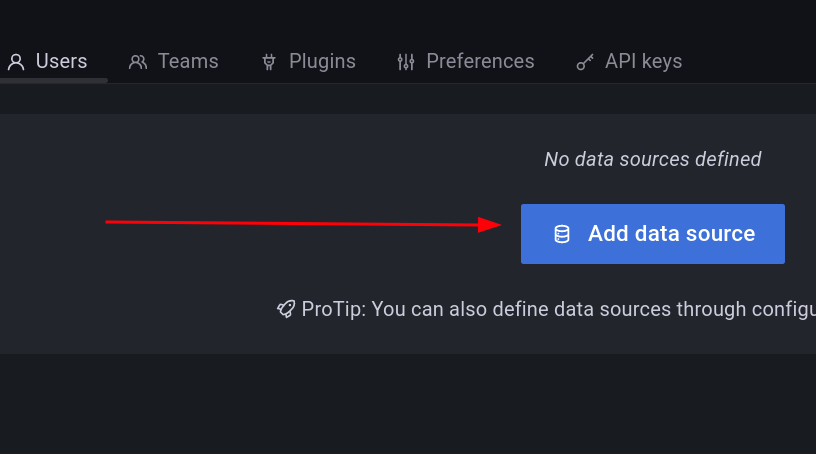 Users Teams Plugins Preferences API keys
No data sources defined
Add data source
ProTip: You can also define data sources through configu